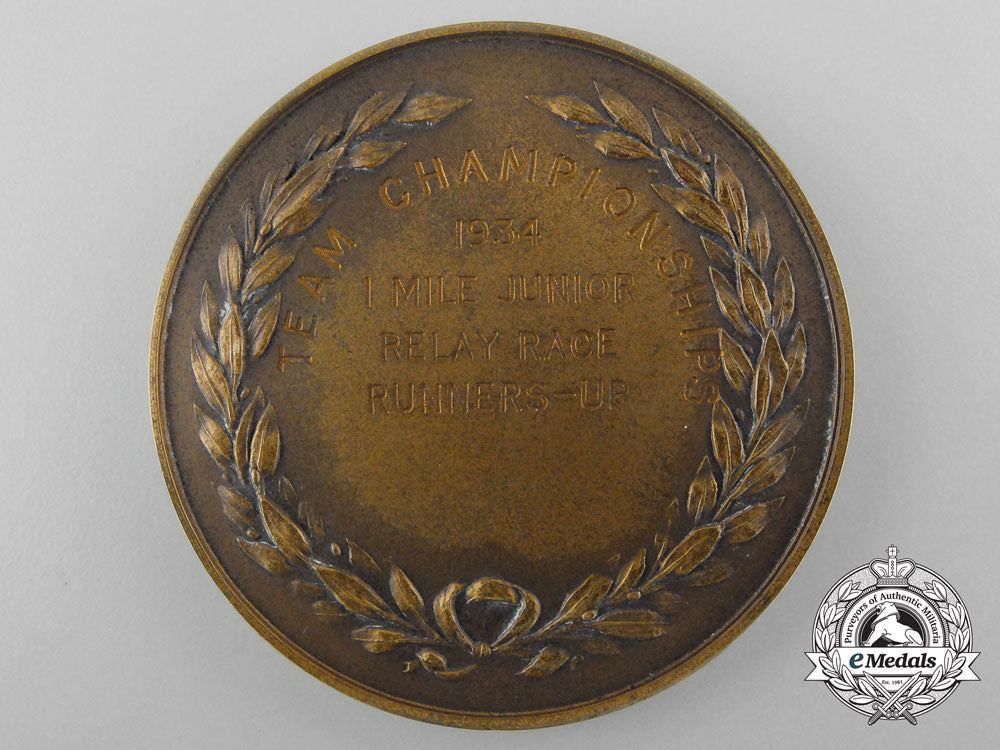 TEAM CHAMPIONSHIPS
1934
1 MILE JUNIOR
RELAY RACE
RUNNERS-UP
Purveyors of Authentic Militaria
eMedals
Est. 1981